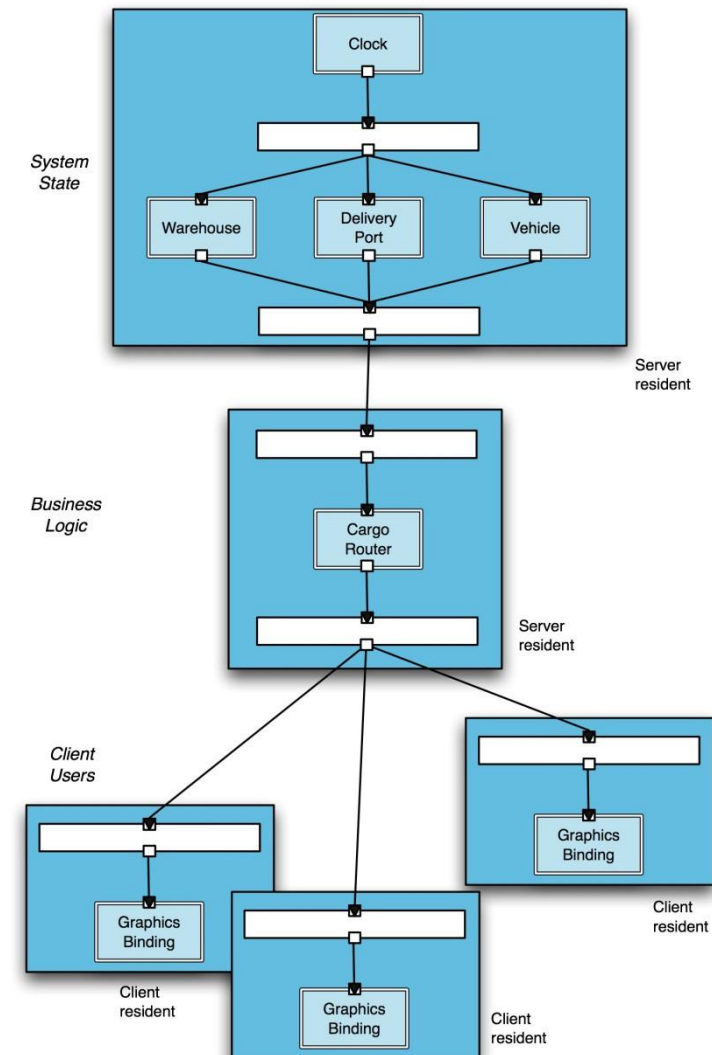 Clock
System
State
Warehouse
Delivery
Port
Vehicle
Server
resident
Business
Logic
Cargo
Router
Server
resident
Client
Users
Graphics
Binding
Client
resident
Graphics
Binding
Client
resident
Graphics
Binding
Client
resident